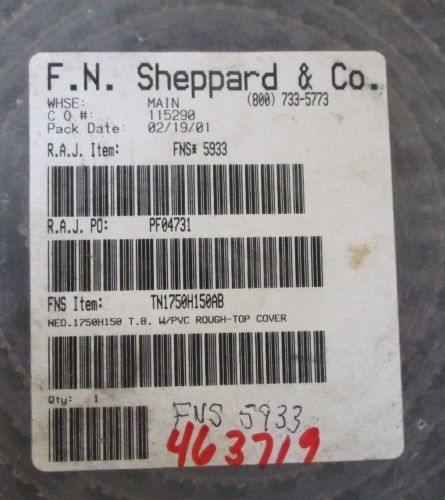 F.N. Sheppard & Co.
WHSE: MAIN (800) 733-5773
C O #: 115290
Pack Date: 02/19/01
R.A.J. Item: FNS# 5933
R.A.J. PO: PF04731
FNS Item: TN1750H150AB
NEO.1750H150 T.B. W/PVC ROUGH-TOP COVER
Qty: 1
FNS 5933
463719